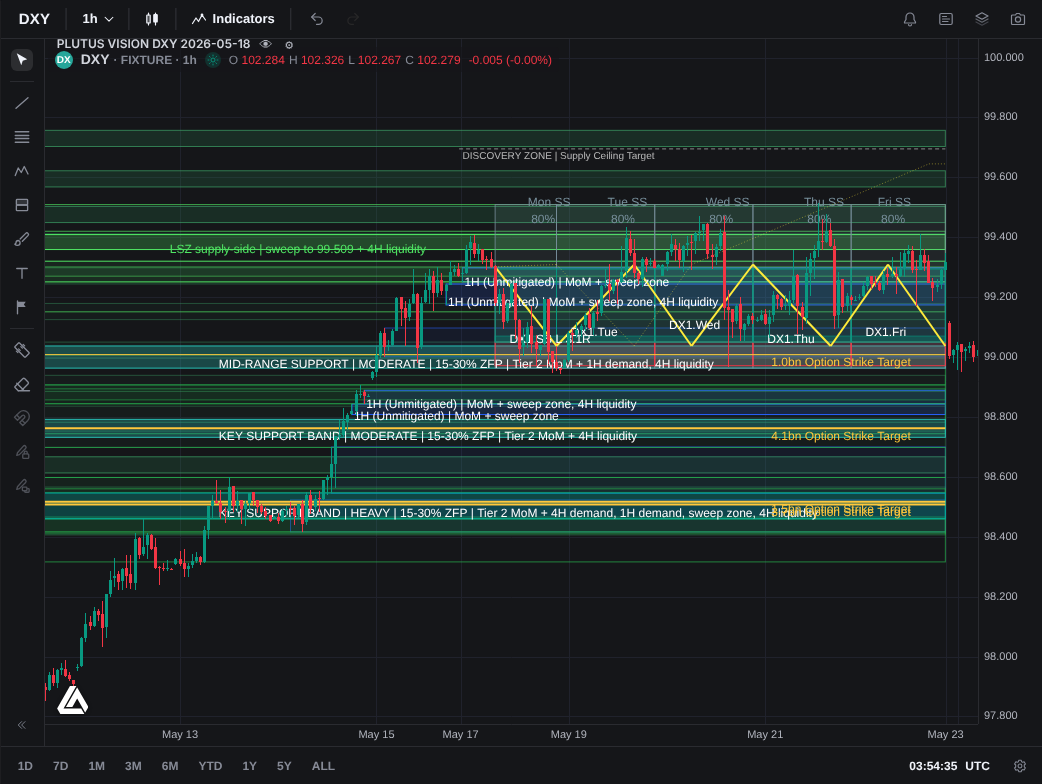 DXY 1h Indicators
PLUTUS VISION DXY 2026-05-18
DX DXY · FIXTURE · 1h O 102.284 H 102.326 L 102.267 C 102.279 -0.005 (-0.00%)
100.000
99.800
DISCOVERY ZONE | Supply Ceiling Target
99.600
Mon SS Tue SS Wed SS Thu SS Fri SS
80% 80% 80% 80% 80%
99.400
LSZ supply-side | sweep to 99.509 + 4H liquidity
1H (Unmitigated) | MoM + sweep zone
99.200
1H (Unmitigated) | MoM + sweep zone, 4H liquidity
DX1.Wed
DX1.Tue DX1.Fri
DX1.Thu
99.000
MID-RANGE SUPPORT | MODERATE | 15-30% ZFP | Tier 2 MoM + 1H demand, 4H liquidity 1.0bn Option Strike Target
1H (Unmitigated) | MoM + sweep zone, 4H liquidity
1H (Unmitigated) | MoM + sweep zone
98.800
KEY SUPPORT BAND | MODERATE | 15-30% ZFP | Tier 2 MoM + 4H liquidity 4.1bn Option Strike Target
98.600
Option Strike Target
KEY SUPPORT BAND | HEAVY | 15-30% ZFP | Tier 2 MoM + 4H demand, 1H demand, sweep zone, 4H liquidity Option Strike Target
98.400
98.200
98.000
97.800
May 13 May 15 May 17 May 19 May 21 May 23
1D 7D 1M 3M 6M YTD 1Y 5Y ALL 03:54:35 UTC